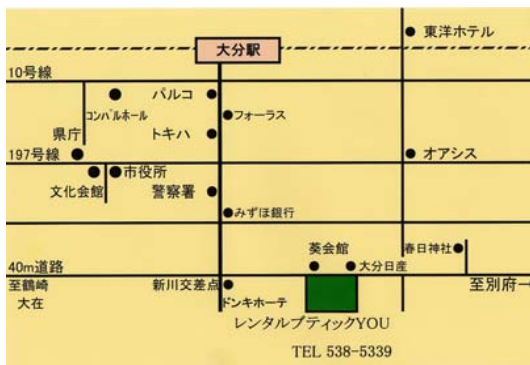 東洋ホテル
大分駅
10号線
コンパルホール
パルコ
フォーラス
県庁
トキハ
197号線
オアシス
文化会館
市役所
警察署
みずほ銀行
葵会館
春日神社
大分日産
40m道路
至鶴崎
大在
新川交差点
ドンキホーテ
至別府→
レンタルブティックYOU
TEL 538-5339